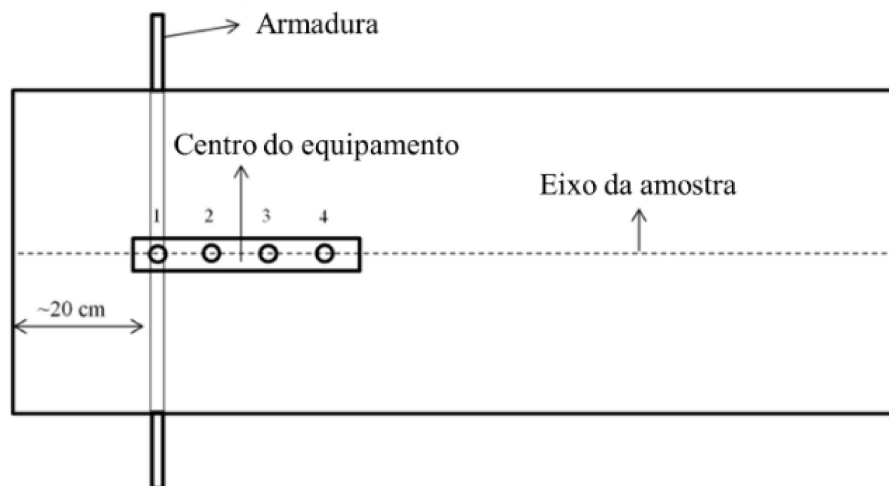 Armadura
Centro do equipamento
Eixo da amostra
1 2 3 4
~20 cm